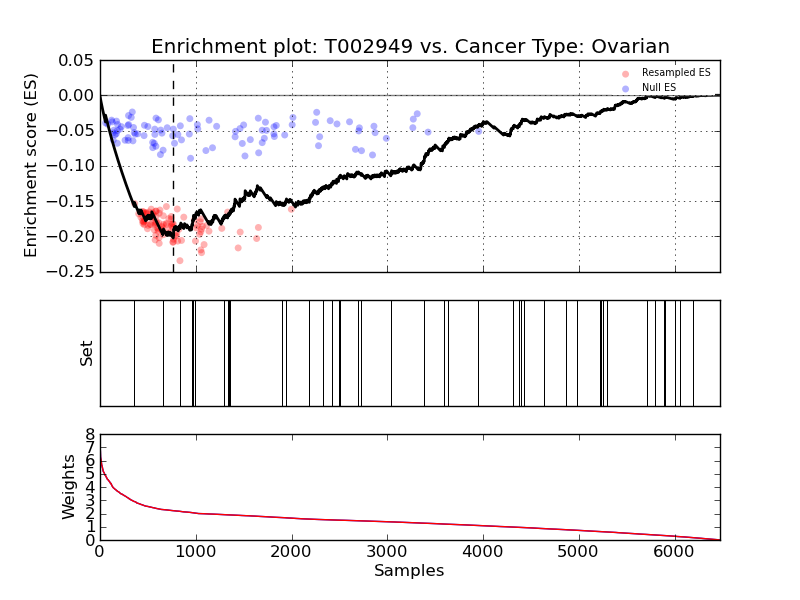 Enrichment plot: T002949 vs. Cancer Type: Ovarian
0.05
0.00
−0.05
−0.10
−0.15
−0.20
−0.25
Enrichment score (ES)
Resampled ES
Null ES
Set
8
7
6
5
4
3
2
1
0
Weights
0 1000 2000 3000 4000 5000 6000
Samples